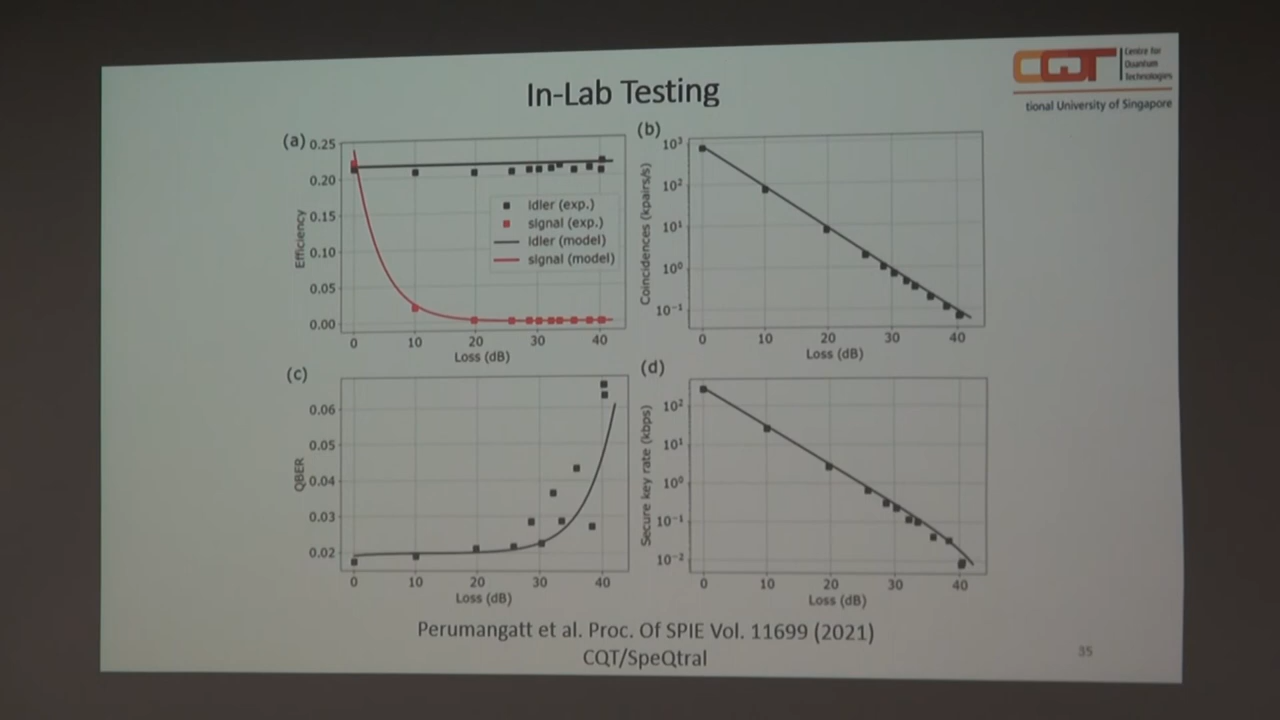 In-Lab Testing
CQT
Centre for
Quantum
Technologies
tional University of Singapore
(a)
0.25
0.20
0.15
0.10
0.05
0.00
Efficiency
idler (exp.)
signal (exp.)
idler (model)
signal (model)
0 10 20 30 40
Loss (dB)
(b)
10³
10²
10¹
10⁰
10⁻¹
Coincidences (kpairs/s)
0 10 20 30 40
Loss (dB)
(c)
0.06
0.05
0.04
0.03
0.02
QBER
0 10 20 30 40
Loss (dB)
(d)
10²
10¹
10⁰
10⁻¹
10⁻²
Secure key rate (kbps)
0 10 20 30 40
Loss (dB)
Perumangatt et al. Proc. Of SPIE Vol. 11699 (2021)
CQT/SpeQtral
35